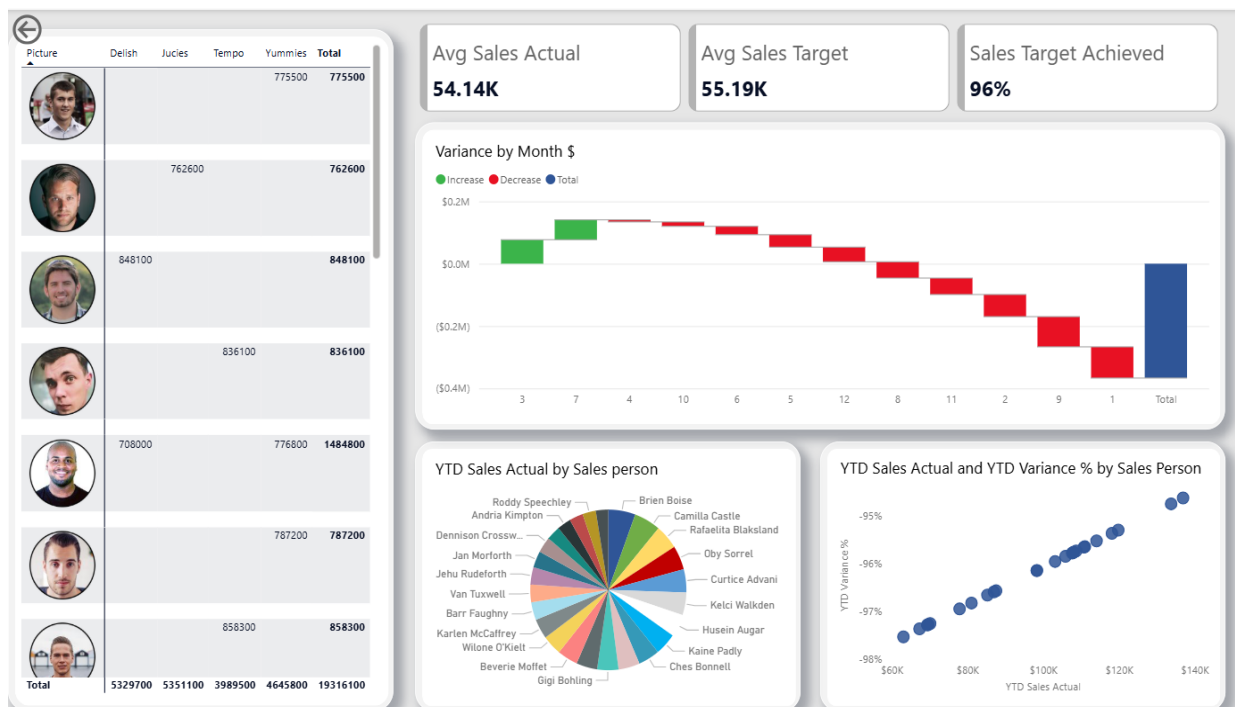 Picture Delish Jucies Tempo Yummies Total
775500 775500
762600 762600
848100 848100
836100 836100
708000 776800 1484800
787200 787200
858300 858300
Total 5329700 5351100 3989500 4645800 19316100
Avg Sales Actual
54.14K
Avg Sales Target
55.19K
Sales Target Achieved
96%
Variance by Month $
Increase Decrease Total
$0.2M
$0.0M
($0.2M)
($0.4M)
3 7 4 10 6 5 12 8 11 2 9 1 Total
YTD Sales Actual by Sales person
Brien Boise
Camilla Castle
Rafaelita Blaksland
Oby Sorrel
Curtice Advani
Kelci Walkden
Husein Augar
Kaine Padly
Ches Bonnell
Gigi Bohling
Beverie Moffet
Wilone O'Kielt
Karlen McCaffrey
Barr Faughny
Van Tuxwell
Jehu Rudeforth
Jan Morforth
Dennison Crossw...
Andria Kimpton
Roddy Speechley
YTD Sales Actual and YTD Variance % by Sales Person
YTD Variance %
-95%
-96%
-97%
-98%
$60K $80K $100K $120K $140K
YTD Sales Actual